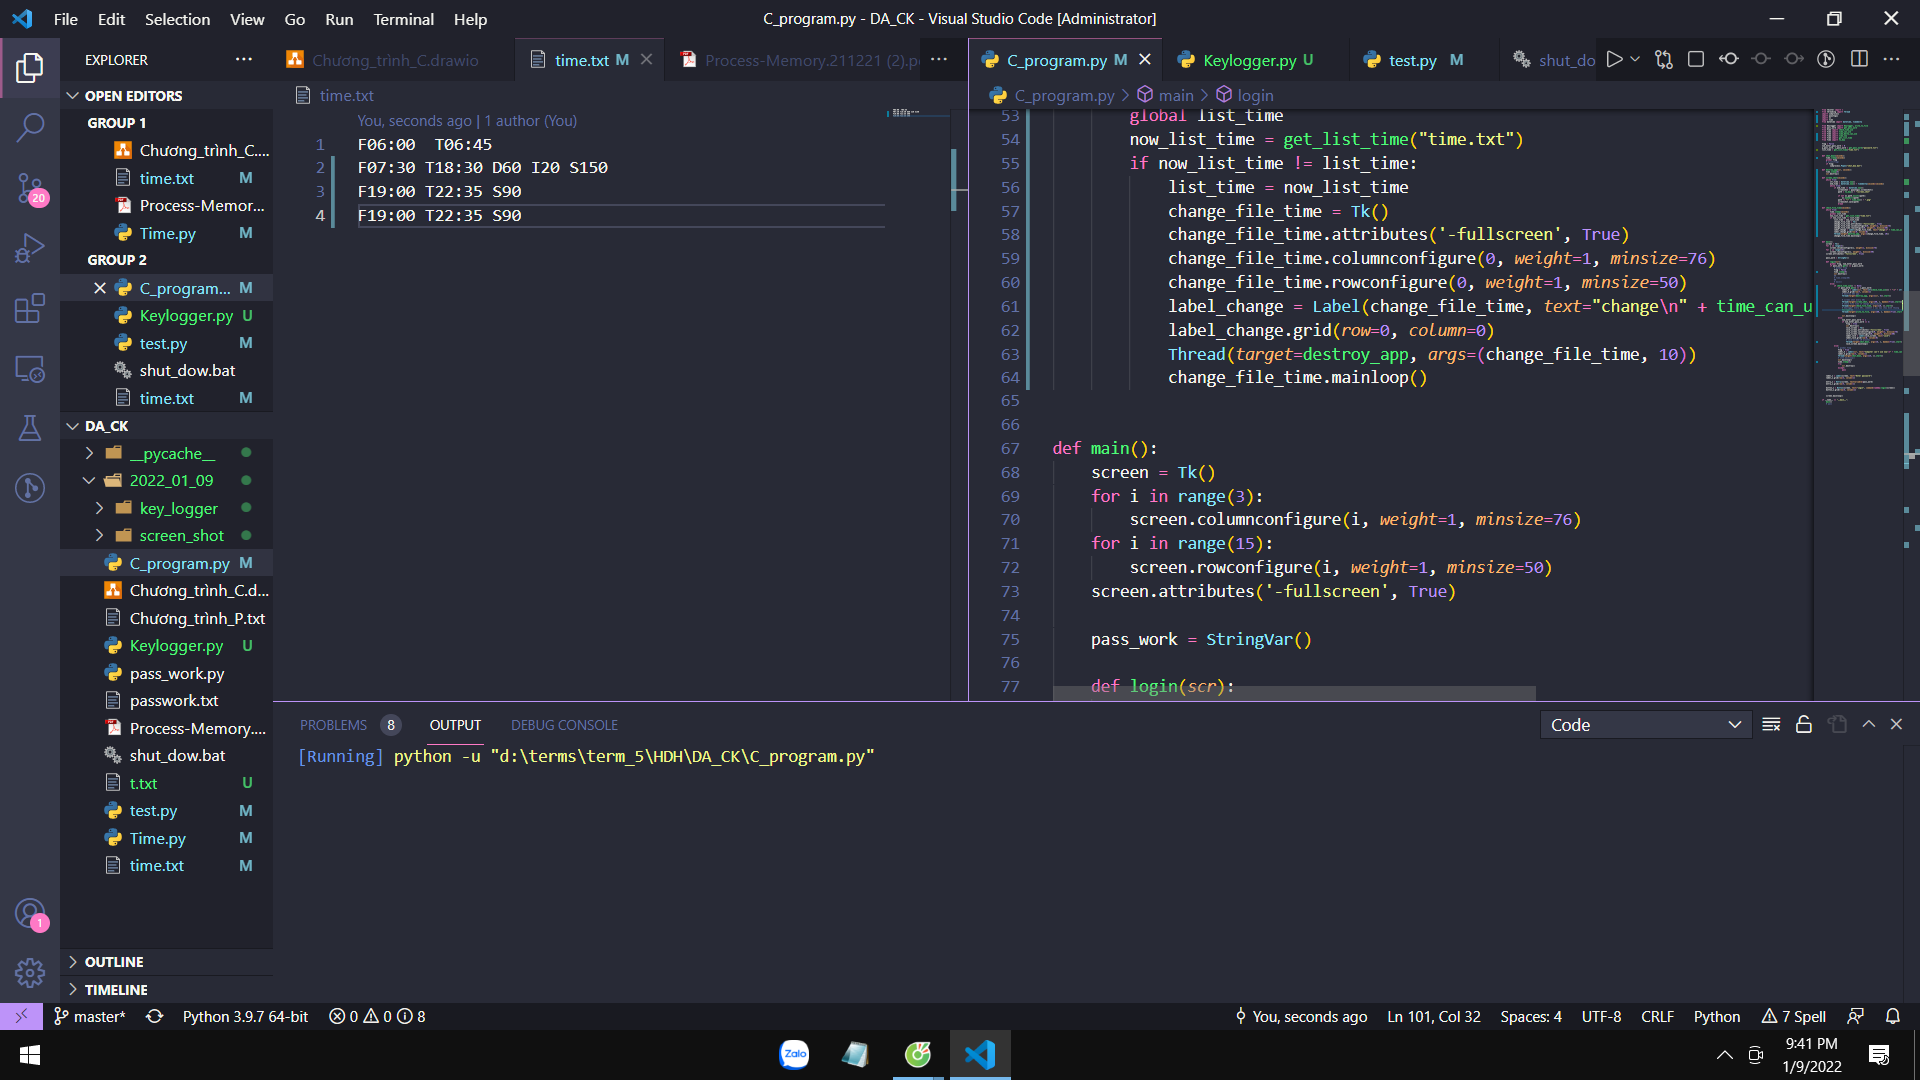 File Edit Selection View Go Run Terminal Help
C_program.py - DA_CK - Visual Studio Code [Administrator]
EXPLORER
OPEN EDITORS
GROUP 1
Chương_trình_C....
time.txt M
Process-Memor...
Time.py M
GROUP 2
C_program... M
Keylogger.py U
test.py M
shut_dow.bat
time.txt M
DA_CK
__pycache__
2022_01_09
key_logger
screen_shot
C_program.py M
Chương_trình_C.d...
Chương_trình_P.txt
Keylogger.py U
pass_work.py
passwork.txt
Process-Memory....
shut_dow.bat
t.txt U
test.py M
Time.py M
time.txt M
OUTLINE
TIMELINE
20
1
Chương_trình_C.drawio
time.txt M
Process-Memory.211221 (2).p
time.txt
You, seconds ago | 1 author (You)
1 F06:00  T06:45
2 F07:30 T18:30 D60 I20 S150
3 F19:00 T22:35 S90
4 F19:00 T22:35 S90
C_program.py M
Keylogger.py U
test.py M
shut_do
C_program.py > main > login
53 global list_time
54 now_list_time = get_list_time("time.txt")
55 if now_list_time != list_time:
56 list_time = now_list_time
57 change_file_time = Tk()
58 change_file_time.attributes('-fullscreen', True)
59 change_file_time.columnconfigure(0, weight=1, minsize=76)
60 change_file_time.rowconfigure(0, weight=1, minsize=50)
61 label_change = Label(change_file_time, text="change\n" + time_can_u
62 label_change.grid(row=0, column=0)
63 Thread(target=destroy_app, args=(change_file_time, 10))
64 change_file_time.mainloop()
65
66
67 def main():
68 screen = Tk()
69 for i in range(3):
70 screen.columnconfigure(i, weight=1, minsize=76)
71 for i in range(15):
72 screen.rowconfigure(i, weight=1, minsize=50)
73 screen.attributes('-fullscreen', True)
74
75 pass_work = StringVar()
76
77 def login(scr):
PROBLEMS 8 OUTPUT DEBUG CONSOLE
Code
[Running] python -u "d:\terms\term_5\HDH\DA_CK\C_program.py"
master* Python 3.9.7 64-bit 0 0 8
You, seconds ago Ln 101, Col 32 Spaces: 4 UTF-8 CRLF Python 7 Spell
Zalo
9:41 PM
1/9/2022